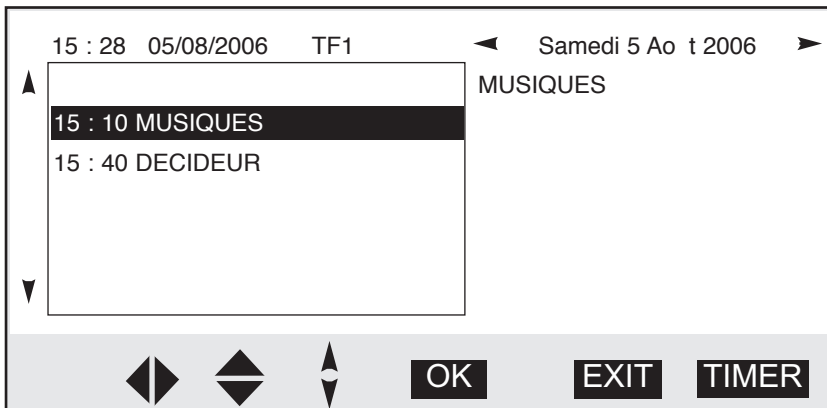 15 : 28 05/08/2006 TF1 Samedi 5 Ao t 2006
MUSIQUES
15 : 10 MUSIQUES
15 : 40 DECIDEUR
OK EXIT TIMER